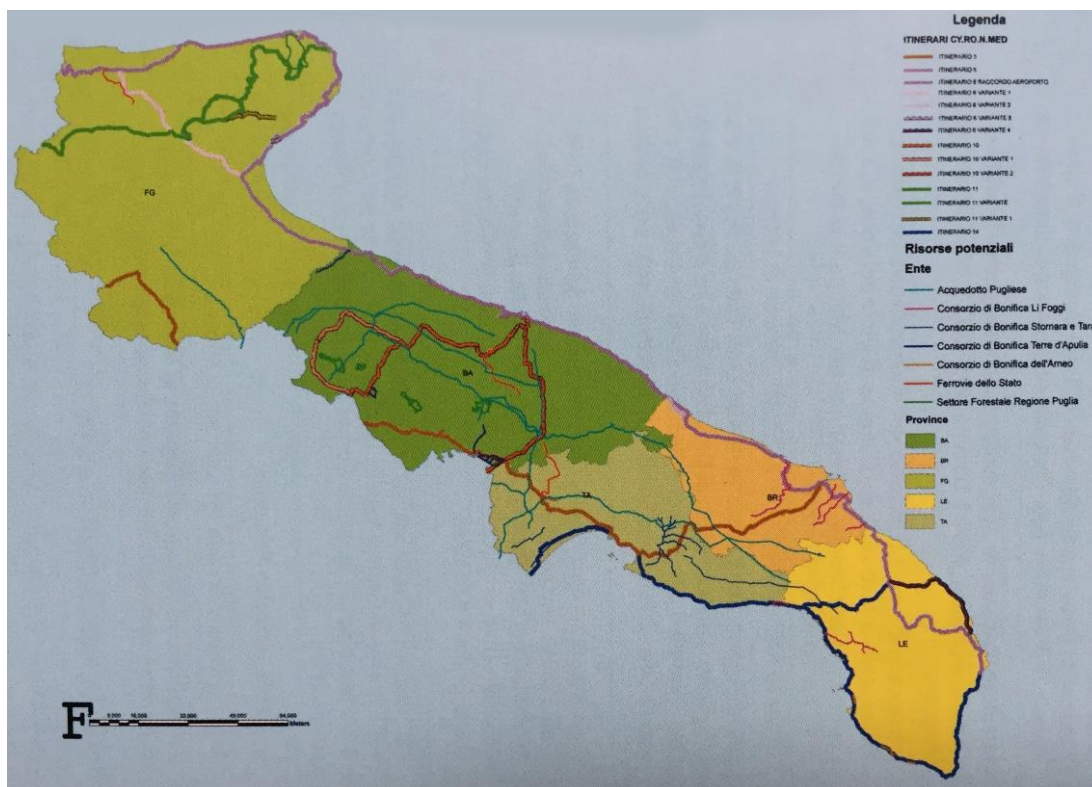 Legenda
ITINERARI CY.RO.N.MED
ITINERARIO 3
ITINERARIO 6
ITINERARIO 6 RACCORDO AEROPORTO
ITINERARIO 6 VARIANTE 1
ITINERARIO 6 VARIANTE 2
ITINERARIO 6 VARIANTE 3
ITINERARIO 6 VARIANTE 4
ITINERARIO 10
ITINERARIO 10 VARIANTE 1
ITINERARIO 10 VARIANTE 2
ITINERARIO 11
ITINERARIO 11 VARIANTE
ITINERARIO 11 VARIANTE 1
ITINERARIO 14
Risorse potenziali
Ente
Acquedotto Pugliese
Consorzio di Bonifica Li Foggi
Consorzio di Bonifica Stornara e Tara
Consorzio di Bonifica Terre d'Apulia
Consorzio di Bonifica dell'Arneo
Ferrovie dello Stato
Settore Forestale Regione Puglia
Province
BA
BR
FG
LE
TA
FG
BA
TA
BR
LE
Meters